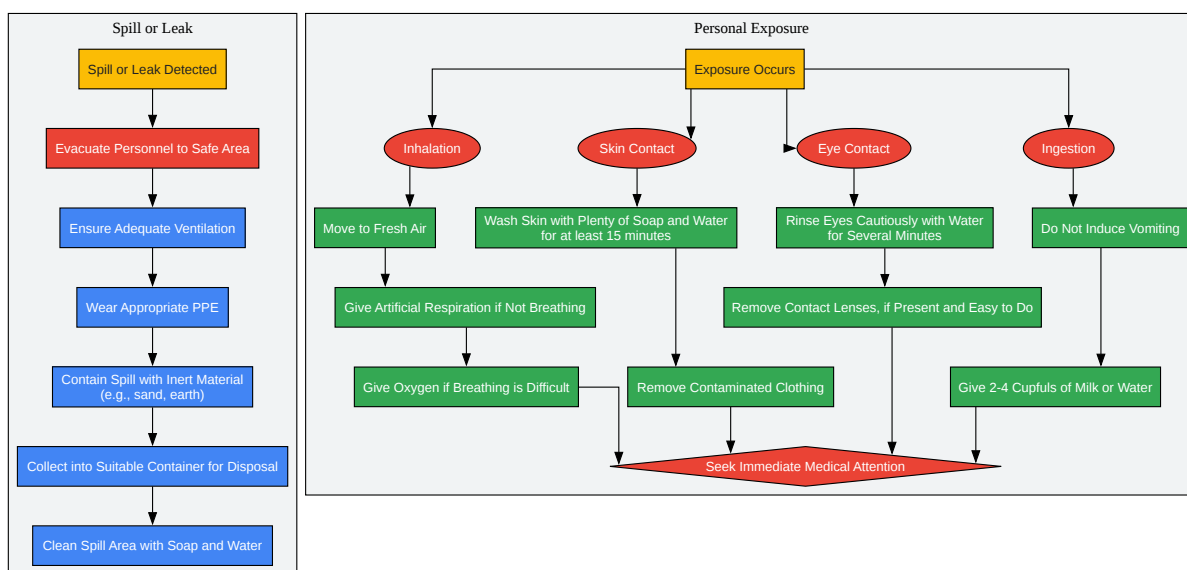 Spill or Leak
Spill or Leak Detected
Evacuate Personnel to Safe Area
Ensure Adequate Ventilation
Wear Appropriate PPE
Contain Spill with Inert Material
(e.g., sand, earth)
Collect into Suitable Container for Disposal
Clean Spill Area with Soap and Water
Personal Exposure
Exposure Occurs
Inhalation
Skin Contact
Eye Contact
Ingestion
Move to Fresh Air
Wash Skin with Plenty of Soap and Water
for at least 15 minutes
Rinse Eyes Cautiously with Water
for Several Minutes
Do Not Induce Vomiting
Give Artificial Respiration if Not Breathing
Remove Contact Lenses, if Present and Easy to Do
Give Oxygen if Breathing is Difficult
Remove Contaminated Clothing
Give 2-4 Cupfuls of Milk or Water
Seek Immediate Medical Attention